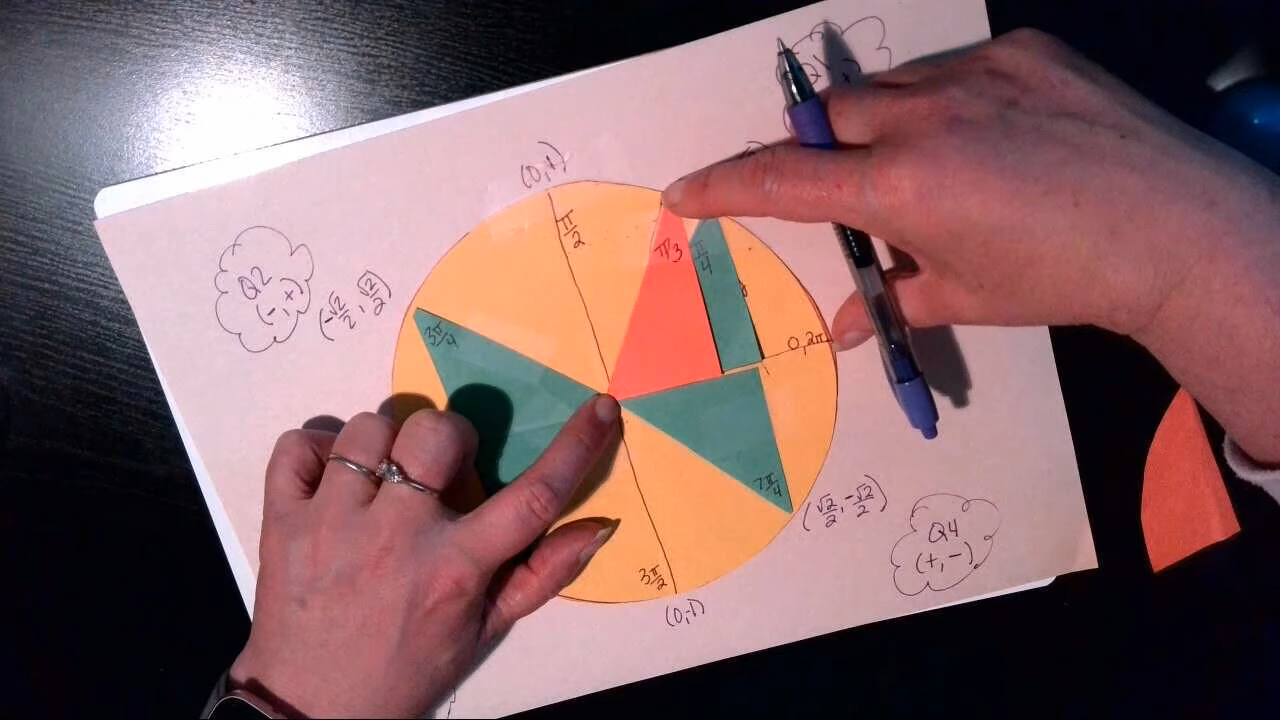 (0,1)
π/2
Q2
(-,+)
(-√2/2, √2/2)
3π/4
π/3
π/4
0,2π
7π/4
(√2/2, -√2/2)
Q4
(+,-)
3π/2
(0,-1)